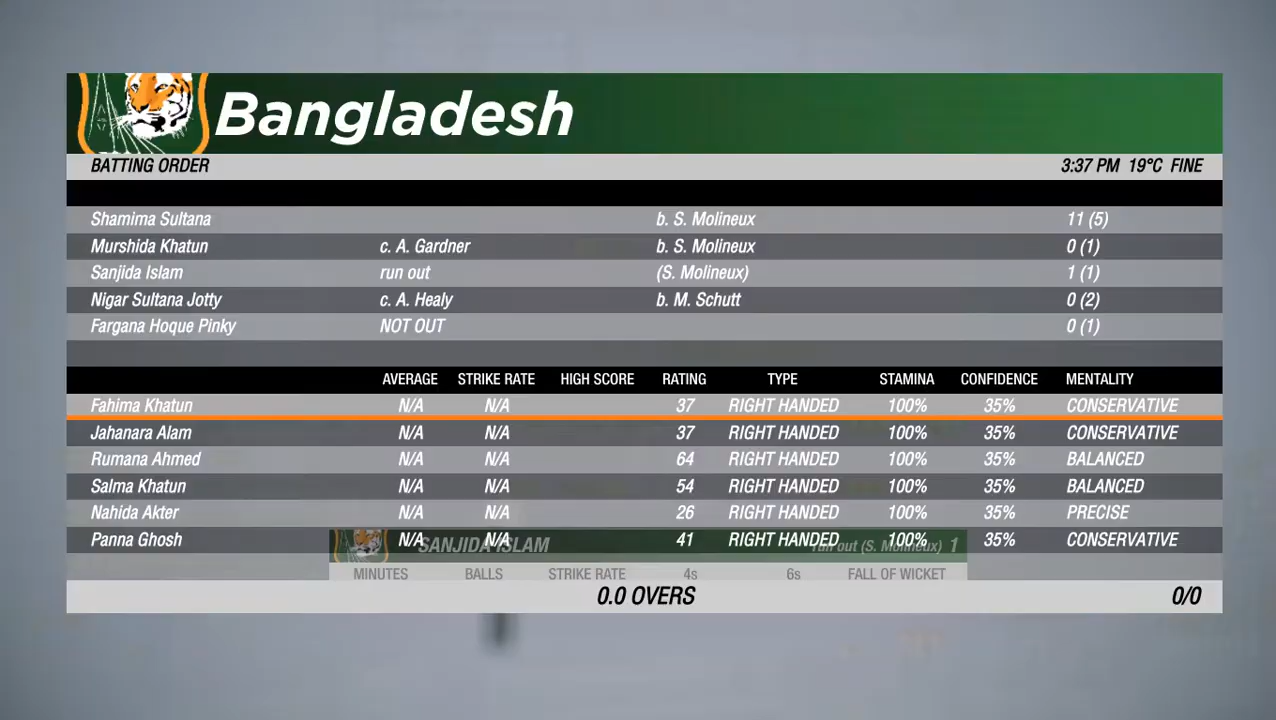 Bangladesh
BATTING ORDER 3:37 PM 19°C FINE
Shamima Sultana b. S. Molineux 11 (5)
Murshida Khatun c. A. Gardner b. S. Molineux 0 (1)
Sanjida Islam run out (S. Molineux) 1 (1)
Nigar Sultana Jotty c. A. Healy b. M. Schutt 0 (2)
Fargana Hoque Pinky NOT OUT 0 (1)
AVERAGE STRIKE RATE HIGH SCORE RATING TYPE STAMINA CONFIDENCE MENTALITY
Fahima Khatun N/A N/A 37 RIGHT HANDED 100% 35% CONSERVATIVE
Jahanara Alam N/A N/A 37 RIGHT HANDED 100% 35% CONSERVATIVE
Rumana Ahmed N/A N/A 64 RIGHT HANDED 100% 35% BALANCED
Salma Khatun N/A N/A 54 RIGHT HANDED 100% 35% BALANCED
Nahida Akter N/A N/A 26 RIGHT HANDED 100% 35% PRECISE
Panna Ghosh N/A N/A 41 RIGHT HANDED 100% 35% CONSERVATIVE
SANJIDA ISLAM run out (S. Molineux) 1
MINUTES BALLS STRIKE RATE 4s 6s FALL OF WICKET
0.0 OVERS 0/0